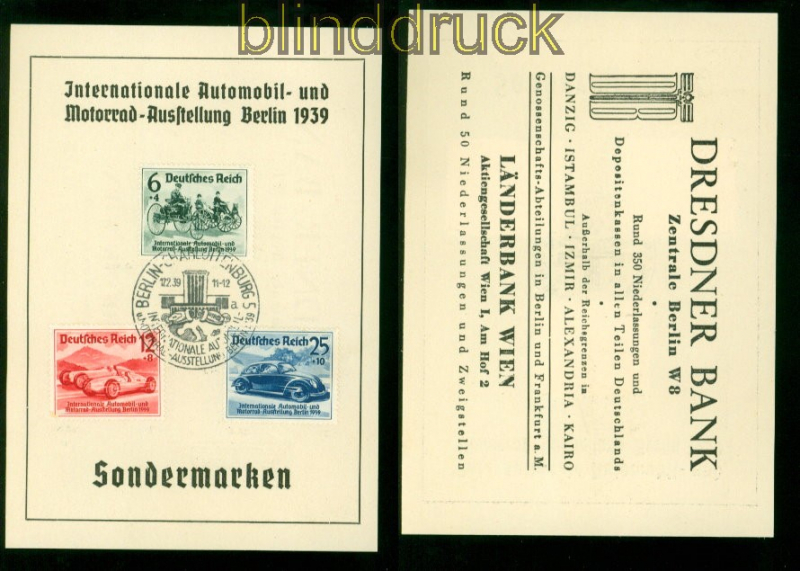 blinddruck
Internationale Automobil- und
Motorrad-Ausstellung Berlin 1939
6
+4
Deutsches Reich
Internationale Automobil- und
Motorrad-Ausstellung Berlin 1939
BERLIN-CHARLOTTENBURG 5
17.2.39 11-12
a
INTERNATIONALE AU
-AUSSTELLUNG
Deutsches Reich
12
+8
Internationale Automobil- und
Motorrad-Ausstellung Berlin 1939
Deutsches Reich
25
+10
Internationale Automobil- und
Motorrad-Ausstellung Berlin 1939
Sondermarken
DRESDNER BANK
Zentrale Berlin W 8
Rund 350 Niederlassungen und
Depositenkassen in allen Teilen Deutschlands
Außerhalb der Reichsgrenzen in
DANZIG · ISTAMBUL · IZMIR · ALEXANDRIA · KAIRO
Genossenschafts-Abteilungen in Berlin und Frankfurt a. M.
LÄNDERBANK WIEN
Aktiengesellschaft Wien I, Am Hof 2
Rund 50 Niederlassungen und Zweigstellen